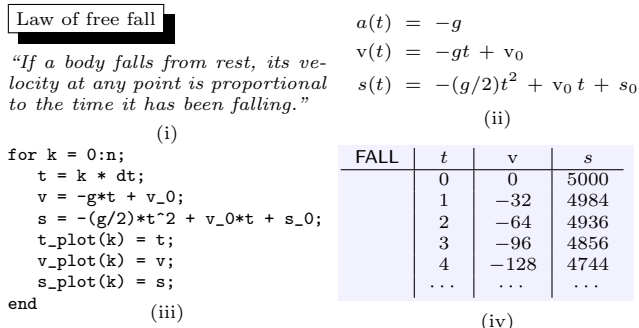 Law of free fall
“If a body falls from rest, its ve-
locity at any point is proportional
to the time it has been falling.”
(i)
a(t) = −g
v(t) = −gt + v₀
s(t) = −(g/2)t² + v₀ t + s₀
(ii)
for k = 0:n;
t = k * dt;
v = -g*t + v_0;
s = -(g/2)*t^2 + v_0*t + s_0;
t_plot(k) = t;
v_plot(k) = v;
s_plot(k) = s;
end
(iii)
FALL t v s
0 0 5000
1 −32 4984
2 −64 4936
3 −96 4856
4 −128 4744
... ... ...
(iv)